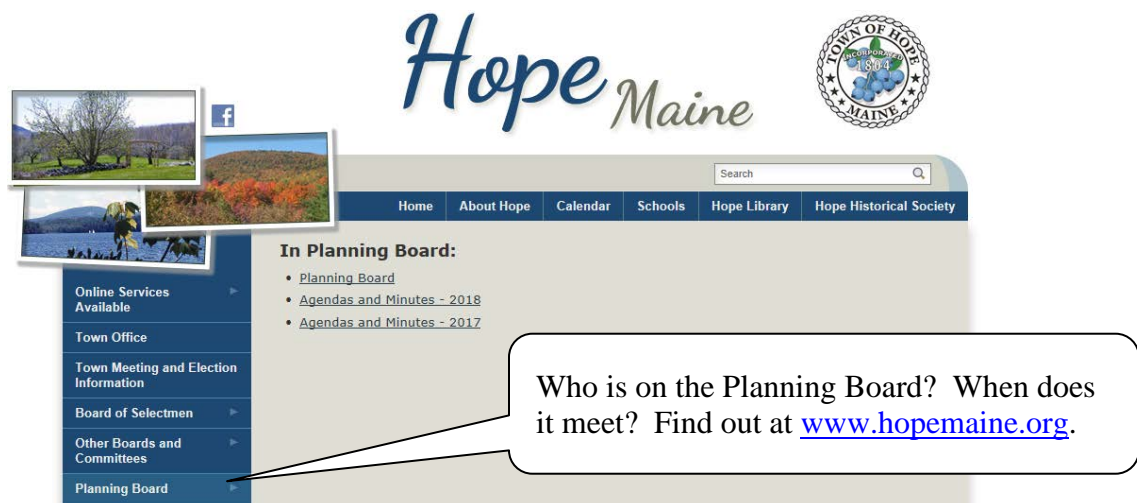 Hope Maine
TOWN OF HOPE
INCORPORATED
1804
MAINE
f
Search
Home About Hope Calendar Schools Hope Library Hope Historical Society
In Planning Board:
• Planning Board
• Agendas and Minutes - 2018
• Agendas and Minutes - 2017
Online Services
Available
Town Office
Town Meeting and Election
Information
Board of Selectmen
Other Boards and
Committees
Planning Board
Who is on the Planning Board? When does
it meet? Find out at www.hopemaine.org.